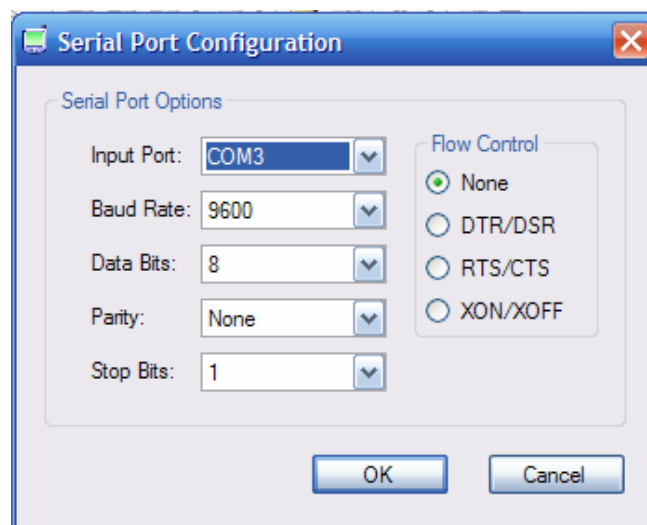 Serial Port Configuration
Serial Port Options
Input Port: COM3
Baud Rate: 9600
Data Bits: 8
Parity: None
Stop Bits: 1
Flow Control
None
DTR/DSR
RTS/CTS
XON/XOFF
OK Cancel